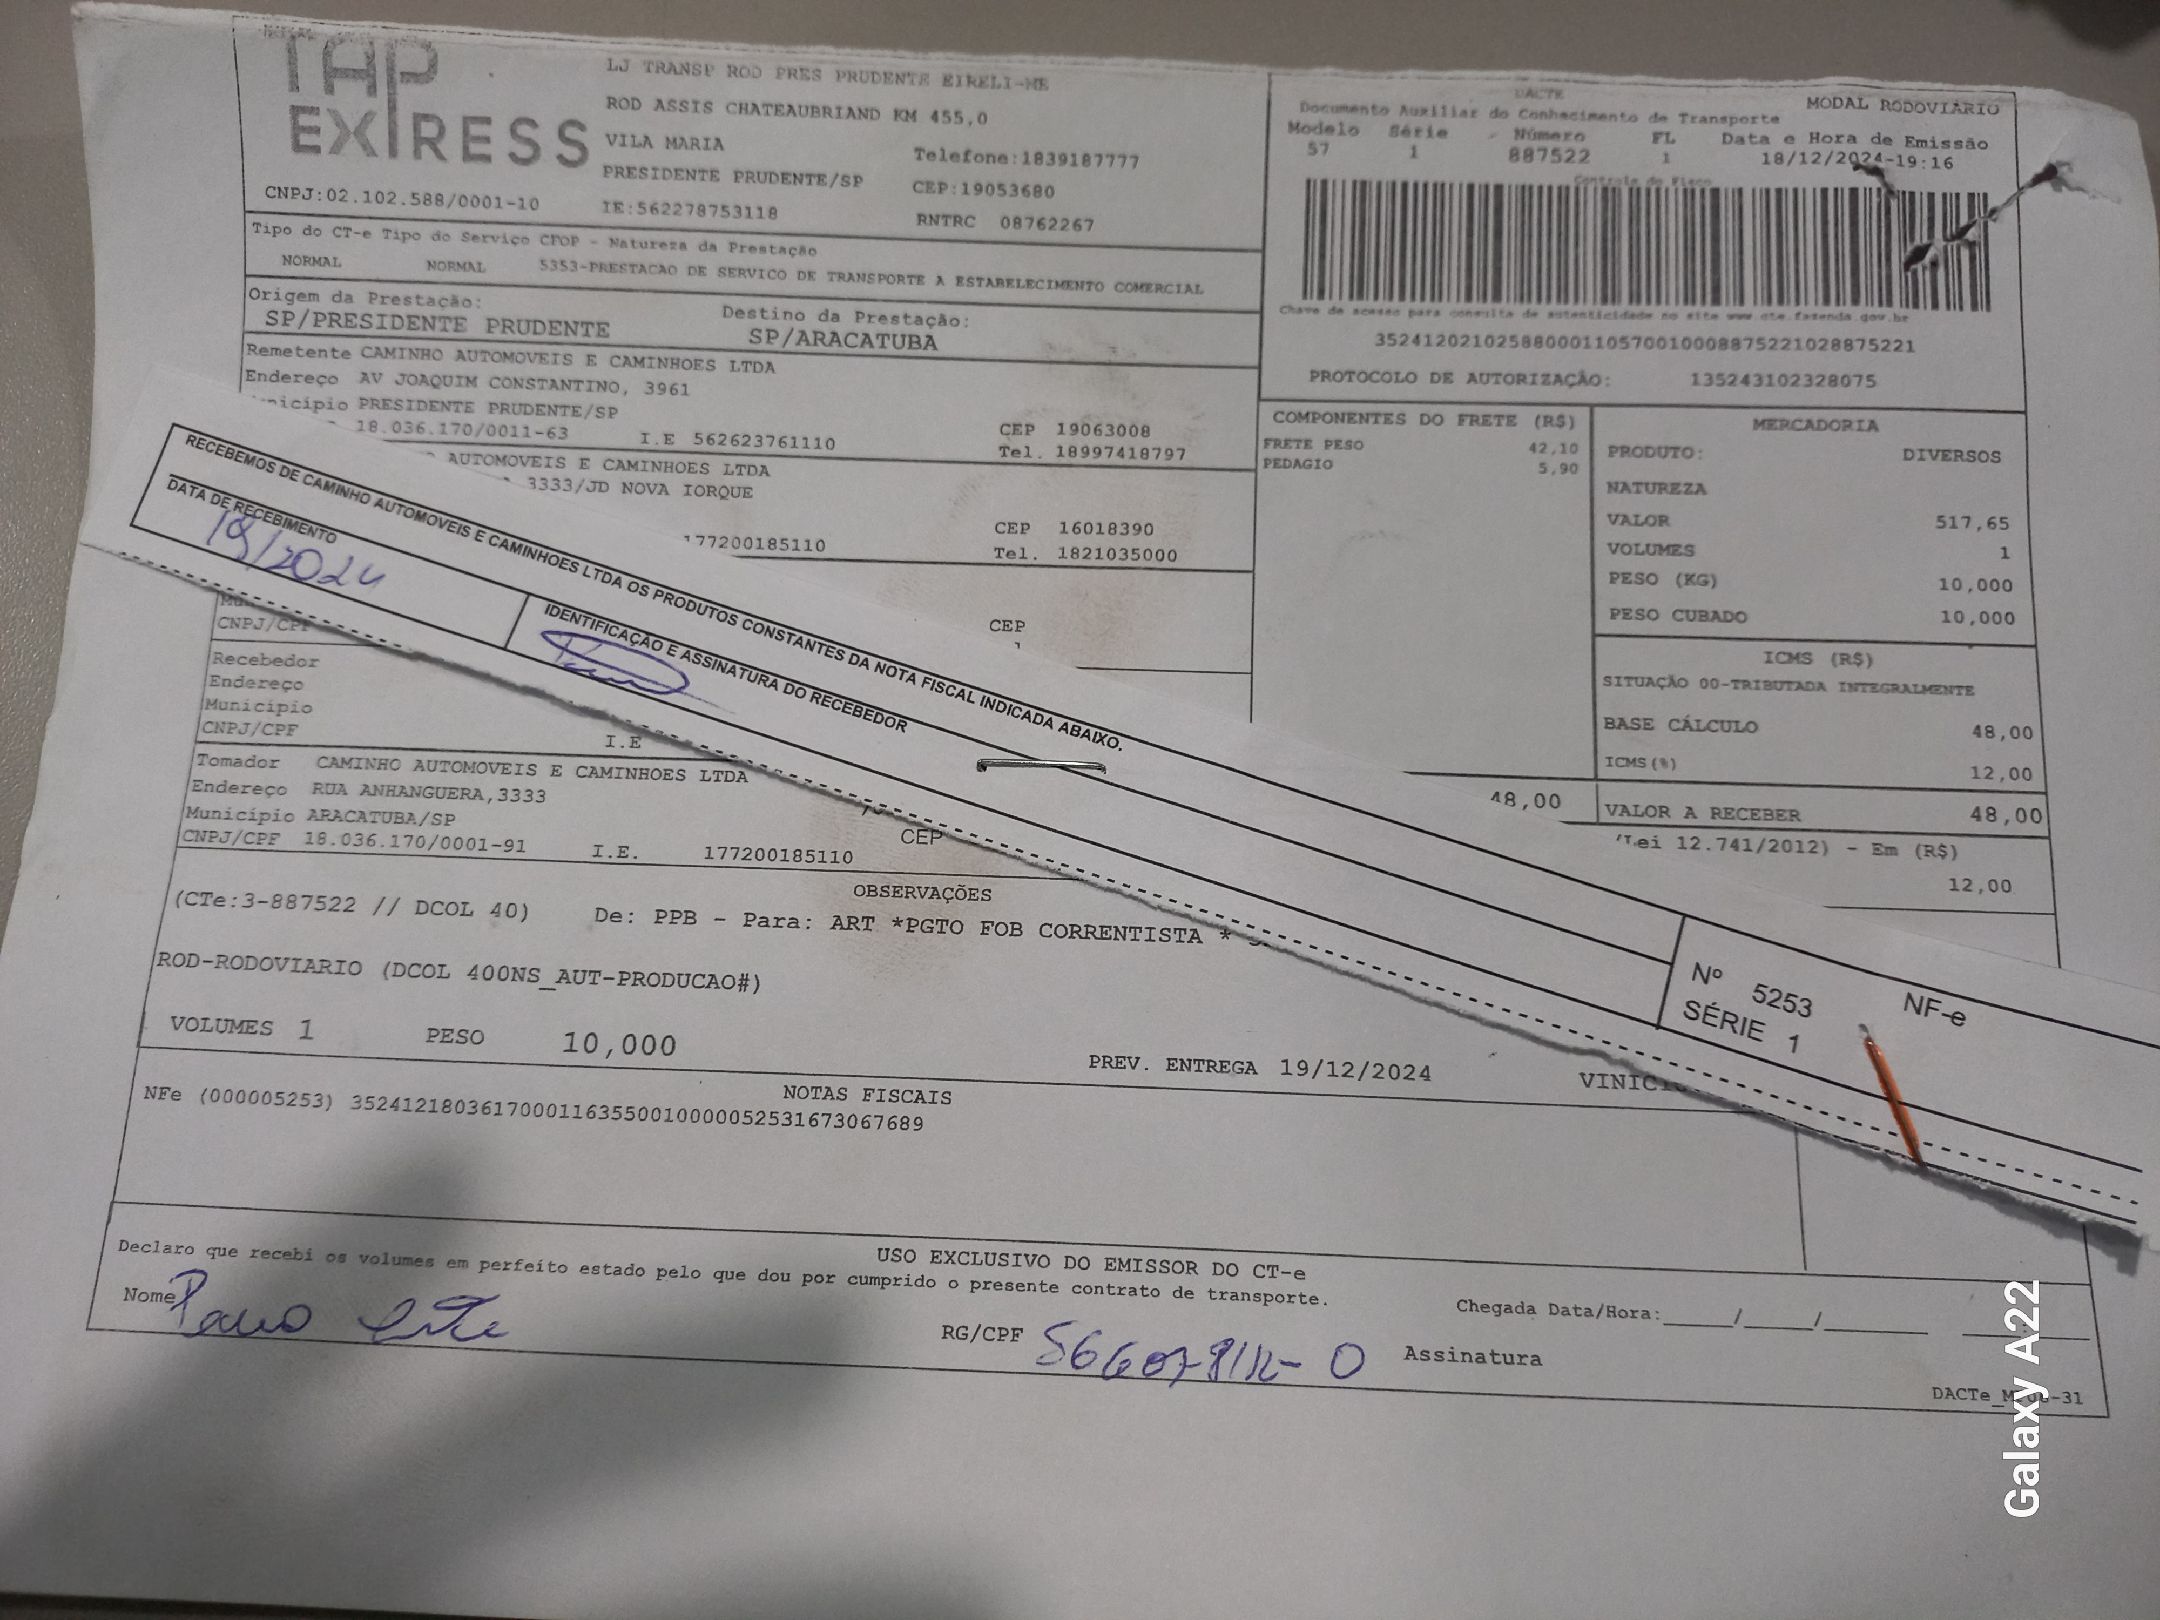 TAP
EXPRESS
CNPJ:02.102.588/0001-10
LJ TRANSP ROD PRES PRUDENTE EIRELI-ME
ROD ASSIS CHATEAUBRIAND KM 455,0
VILA MARIA
Telefone:1839187777
PRESIDENTE PRUDENTE/SP
CEP:19053680
IE:562278753118
RNTRC 08762267
DACTE
MODAL RODOVIÁRIO
Documento Auxiliar do Conhecimento de Transporte
Modelo Série Número FL Data e Hora de Emissão
57 1 887522 1 18/12/2024-19:16
Controle do Fisco
Chave de acesso para consulta de autenticidade no site www.cte.fazenda.gov.br
35241202102588000110570010008875221028875221
PROTOCOLO DE AUTORIZAÇÃO: 135243102328075
Tipo do CT-e Tipo do Serviço CFOP - Natureza da Prestação
NORMAL NORMAL 5353-PRESTACAO DE SERVICO DE TRANSPORTE A ESTABELECIMENTO COMERCIAL
Origem da Prestação: Destino da Prestação:
SP/PRESIDENTE PRUDENTE SP/ARACATUBA
Remetente CAMINHO AUTOMOVEIS E CAMINHOES LTDA
Endereço AV JOAQUIM CONSTANTINO, 3961
nicípio PRESIDENTE PRUDENTE/SP
CEP 19063008
18.036.170/0011-63 I.E 562623761110 Tel. 18997418797
AUTOMOVEIS E CAMINHOES LTDA
3333/JD NOVA IORQUE
CEP 16018390
177200185110 Tel. 1821035000
CEP
CNPJ/CPF
Recebedor
Endereço
Município
CNPJ/CPF I.E
Tomador CAMINHO AUTOMOVEIS E CAMINHOES LTDA
Endereço RUA ANHANGUERA,3333
Município ARACATUBA/SP
CEP
CNPJ/CPF 18.036.170/0001-91 I.E. 177200185110
COMPONENTES DO FRETE (R$)
FRETE PESO 42,10
PEDAGIO 5,90
48,00
MERCADORIA
PRODUTO: DIVERSOS
NATUREZA
VALOR 517,65
VOLUMES 1
PESO (KG) 10,000
PESO CUBADO 10,000
ICMS (R$)
SITUAÇÃO 00-TRIBUTADA INTEGRALMENTE
BASE CÁLCULO 48,00
ICMS(%) 12,00
VALOR A RECEBER 48,00
Lei 12.741/2012) - Em (R$)
12,00
RECEBEMOS DE CAMINHO AUTOMOVEIS E CAMINHOES LTDA OS PRODUTOS CONSTANTES DA NOTA FISCAL INDICADA ABAIXO.
DATA DE RECEBIMENTO
19/2024
IDENTIFICAÇÃO E ASSINATURA DO RECEBEDOR
NF-e
Nº 5253
SÉRIE 1
OBSERVAÇÕES
(CTe:3-887522 // DCOL 40) De: PPB - Para: ART *PGTO FOB CORRENTISTA *
ROD-RODOVIARIO (DCOL 400NS_AUT-PRODUCAO#)
VOLUMES 1 PESO 10,000 PREV. ENTREGA 19/12/2024 VINICI
NOTAS FISCAIS
NFe (000005253) 35241218036170001163550010000052531673067689
USO EXCLUSIVO DO EMISSOR DO CT-e
Declaro que recebi os volumes em perfeito estado pelo que dou por cumprido o presente contrato de transporte.
Nome RG/CPF Assinatura
Chegada Data/Hora:_____/_____/_________
DACTe_M
-31
Galaxy A22